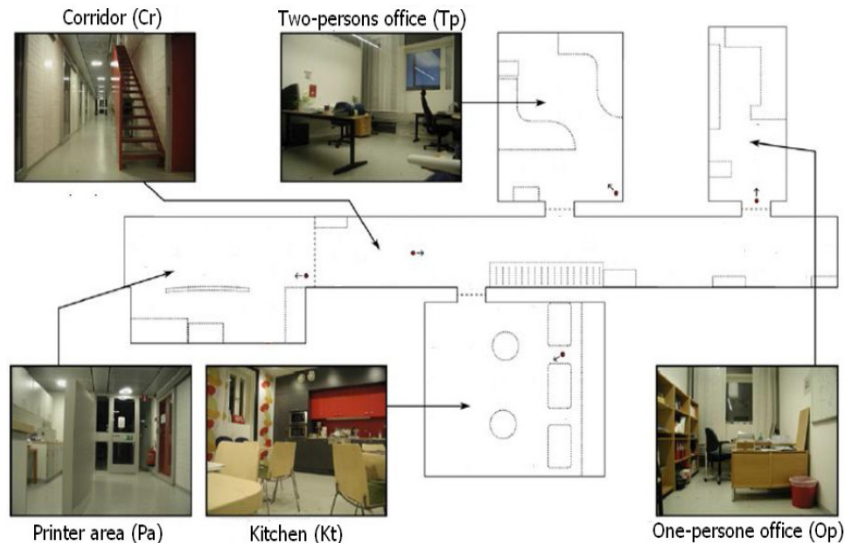 Corridor (Cr)
Two-persons office (Tp)
Printer area (Pa)
Kitchen (Kt)
One-persone office (Op)